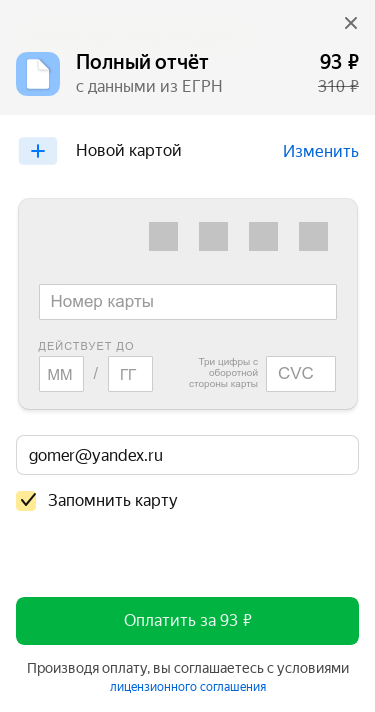 Полный отчёт
93 ₽
с данными из ЕГРН
310 ₽
Новой картой
Изменить
Номер карты
ДЕЙСТВУЕТ ДО
ММ / ГГ
Три цифры с
оборотной
стороны карты
CVC
gomer@yandex.ru
Запомнить карту
Оплатить за 93 ₽
Производя оплату, вы соглашаетесь с условиями
лицензионного соглашения